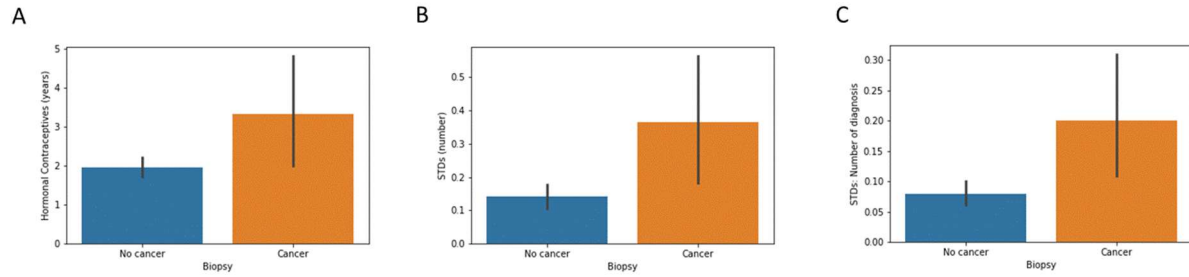 A
Hormonal Contraceptives (years)
5
4
3
2
1
0
No cancer Cancer
Biopsy
B
STDs (number)
0.5
0.4
0.3
0.2
0.1
0.0
No cancer Cancer
Biopsy
C
STDs: Number of diagnosis
0.30
0.25
0.20
0.15
0.10
0.05
0.00
No cancer Cancer
Biopsy